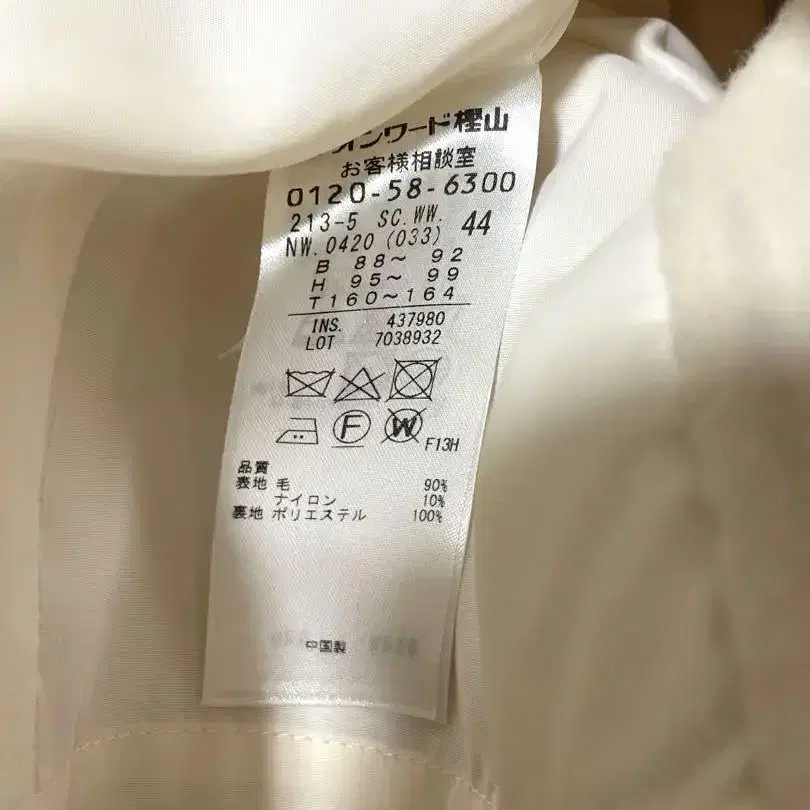 オンワード樫山
お客様相談室
0120-58-6300
213-5 SC.WW. 44
NW.0420 (033)
B 88～ 92
H 95～ 99
T160～164
INS. 437980
LOT 7038932
F W F13H
品質
表地 毛 90%
ナイロン 10%
裏地 ポリエステル 100%
中国製